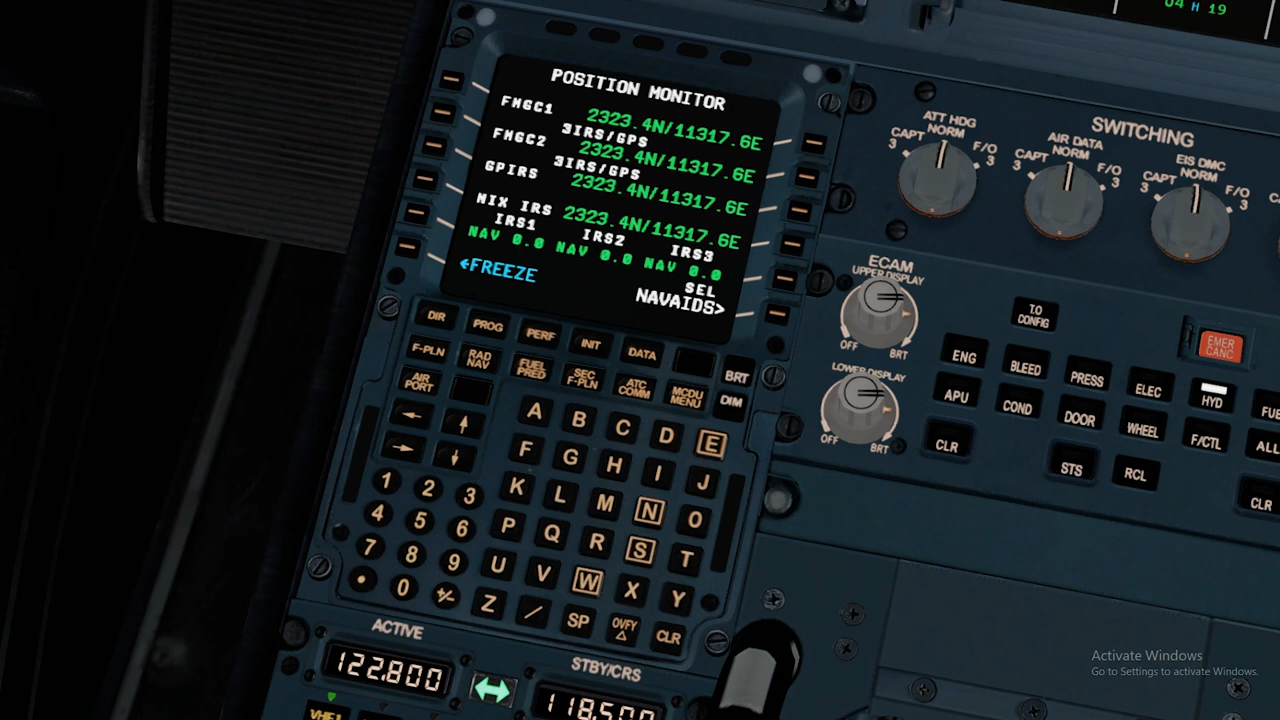 04 H 19
POSITION MONITOR
FMGC1
2323.4N/11317.6E
3IRS/GPS
FMGC2
2323.4N/11317.6E
3IRS/GPS
GPIRS
2323.4N/11317.6E
MIX IRS
2323.4N/11317.6E
IRS1 IRS2 IRS3
NAV 0.0 NAV 0.0 NAV 0.0
←FREEZE
SEL
NAVAIDS>
SWITCHING
ATT HDG
NORM
CAPT
3
F/O
3
AIR DATA
NORM
CAPT
3
F/O
3
EIS DMC
NORM
CAPT
3
F/O
3
ECAM
UPPER DISPLAY
OFF BRT
LOWER DISPLAY
OFF BRT
T.O
CONFIG
EMER
CANC
ENG BLEED PRESS ELEC HYD
APU COND DOOR WHEEL F/CTL ALL
CLR STS RCL CLR
DIR PROG PERF INIT DATA
BRT
F-PLN RAD
NAV FUEL
PRED SEC
F-PLN ATC
COMM MCDU
MENU DIM
AIR
PORT
← ↑
→ ↓
A B C D E
F G H I J
K L M N O
P Q R S T
U V W X Y
Z / SP OVFY
△ CLR
1 2 3
4 5 6
7 8 9
. 0 +/-
ACTIVE
122.800
STBY/CRS
118.500
VHF1
Activate Windows
Go to Settings to activate Windows.